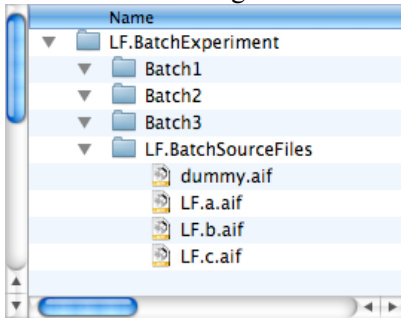 Name
LF.BatchExperiment
Batch1
Batch2
Batch3
LF.BatchSourceFiles
dummy.aif
LF.a.aif
LF.b.aif
LF.c.aif